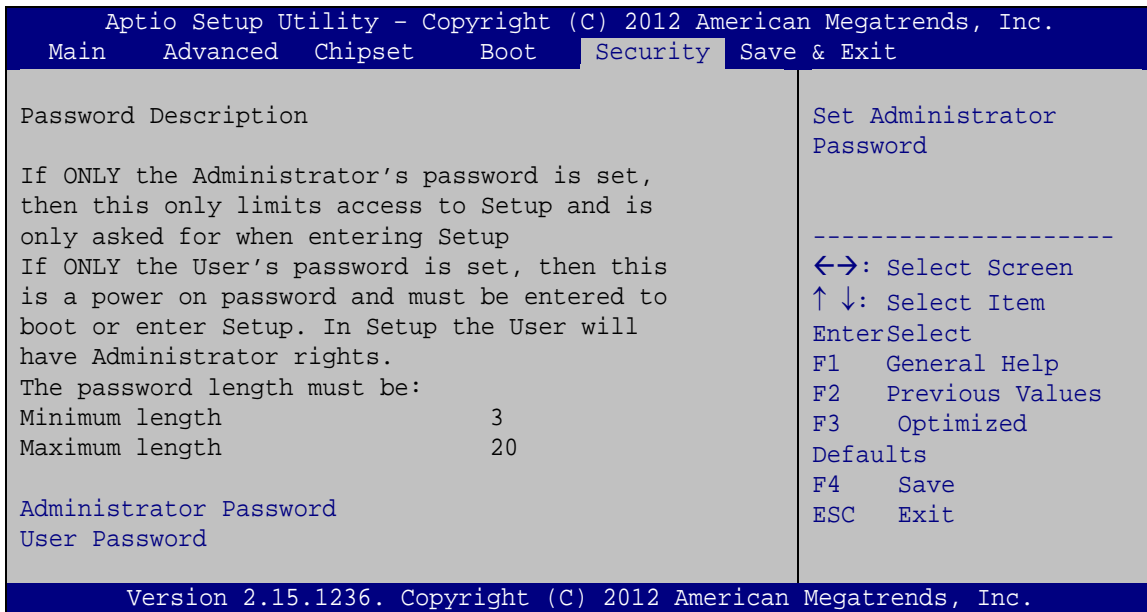 Aptio Setup Utility – Copyright (C) 2012 American Megatrends, Inc.
Main Advanced Chipset Boot Security Save & Exit
Password Description
If ONLY the Administrator's password is set,
then this only limits access to Setup and is
only asked for when entering Setup
If ONLY the User's password is set, then this
is a power on password and must be entered to
boot or enter Setup. In Setup the User will
have Administrator rights.
The password length must be:
Minimum length 3
Maximum length 20
Administrator Password
User Password
Set Administrator
Password
---------------------
←→: Select Screen
↑ ↓: Select Item
EnterSelect
F1 General Help
F2 Previous Values
F3 Optimized
Defaults
F4 Save
ESC Exit
Version 2.15.1236. Copyright (C) 2012 American Megatrends, Inc.